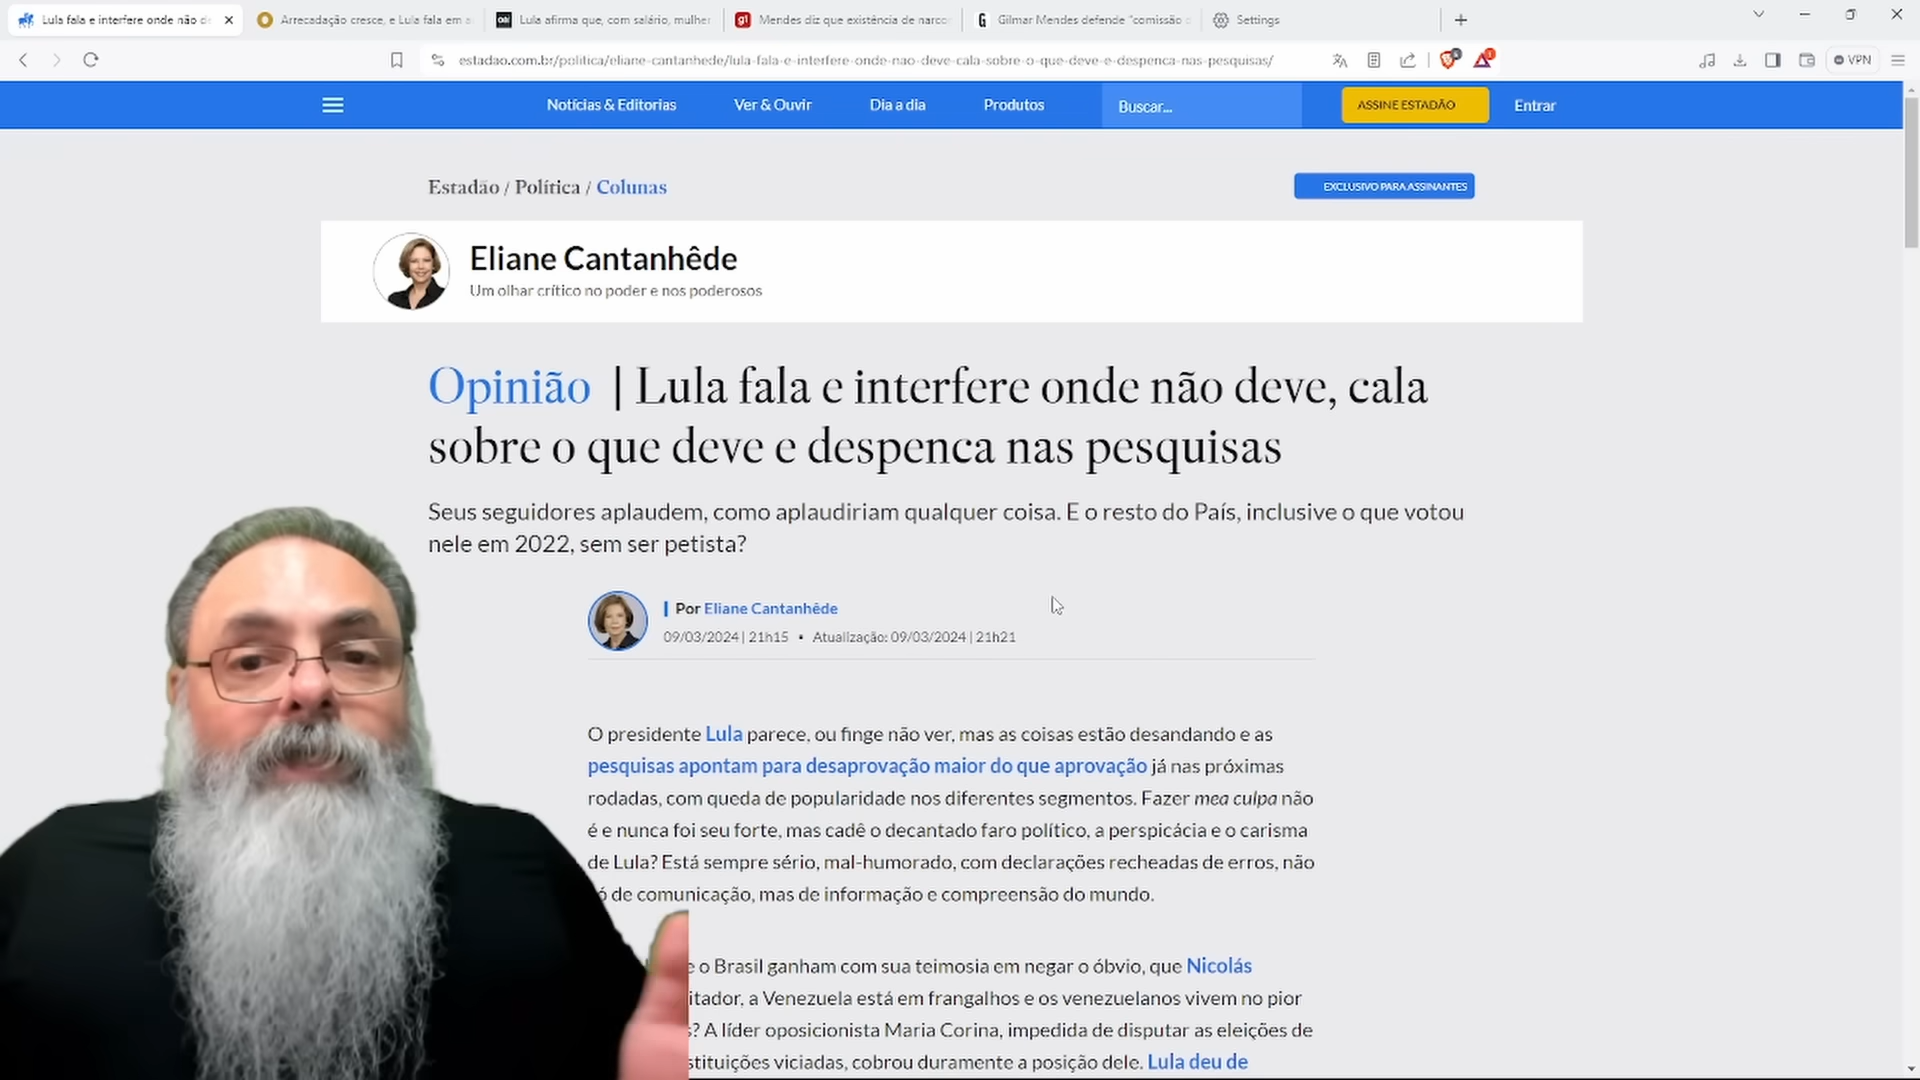 Lula fala e interfere onde não de
Arrecadação cresce, e Lula fala em a
Lula afirma que, com salário, mulher
Mendes diz que existência de narco
Gilmar Mendes defende "comissão
Settings
estadao.com.br/politica/eliane-cantanhede/lula-fala-e-interfere-onde-nao-deve-cala-sobre-o-que-deve-e-despenca-nas-pesquisas/
VPN
Notícias & Editorias
Ver & Ouvir
Dia a dia
Produtos
Buscar...
ASSINE ESTADÃO
Entrar
Estadão / Política / Colunas
EXCLUSIVO PARA ASSINANTES
Eliane Cantanhêde
Um olhar crítico no poder e nos poderosos
Opinião | Lula fala e interfere onde não deve, cala
sobre o que deve e despenca nas pesquisas
Seus seguidores aplaudem, como aplaudiriam qualquer coisa. E o resto do País, inclusive o que votou
nele em 2022, sem ser petista?
Por Eliane Cantanhêde
09/03/2024 | 21h15 • Atualização: 09/03/2024 | 21h21
O presidente Lula parece, ou finge não ver, mas as coisas estão desandando e as
pesquisas apontam para desaprovação maior do que aprovação já nas próximas
rodadas, com queda de popularidade nos diferentes segmentos. Fazer mea culpa não
é e nunca foi seu forte, mas cadê o decantado faro político, a perspicácia e o carisma
de Lula? Está sempre sério, mal-humorado, com declarações recheadas de erros, não
ó de comunicação, mas de informação e compreensão do mundo.
e o Brasil ganham com sua teimosia em negar o óbvio, que Nicolás
itador, a Venezuela está em frangalhos e os venezuelanos vivem no pior
s? A líder oposicionista Maria Corina, impedida de disputar as eleições de
stituições viciadas, cobrou duramente a posição dele. Lula deu de